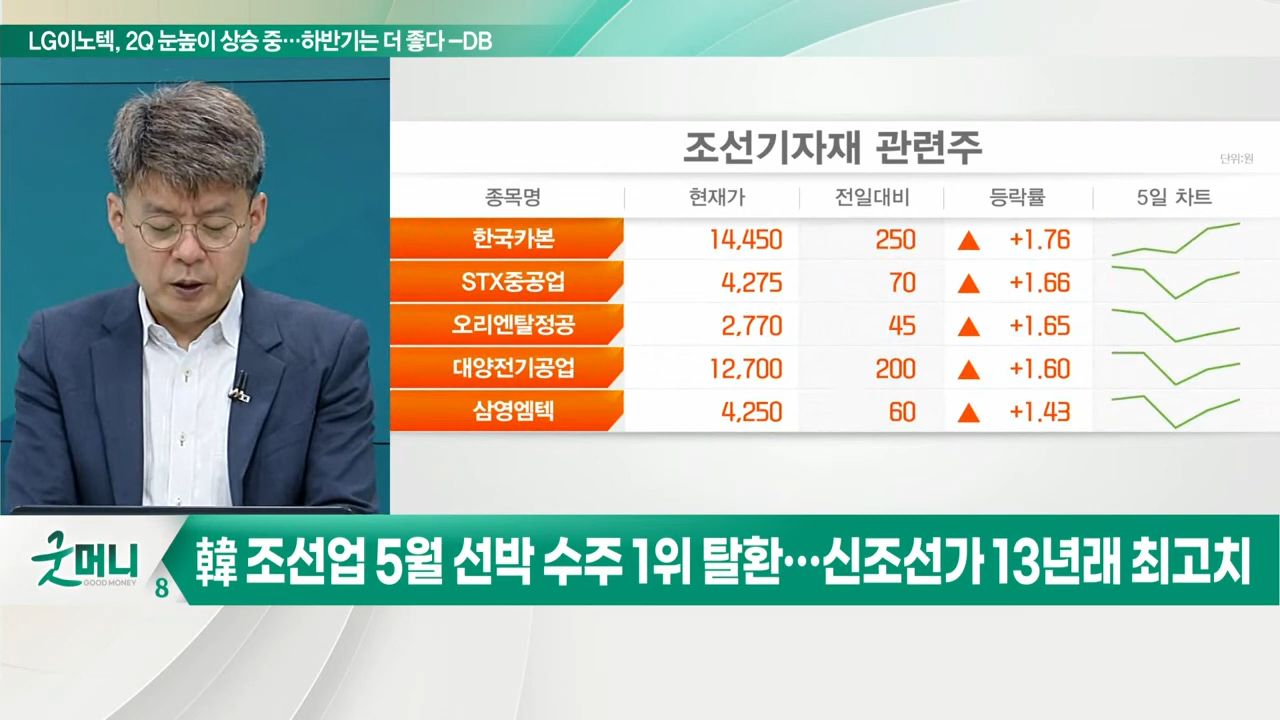 LG이노텍, 2Q 눈높이 상승 중…하반기는 더 좋다 –DB
조선기자재 관련주
단위:원
종목명 현재가 전일대비 등락률 5일 차트
한국카본 14,450 250 ▲ +1.76
STX중공업 4,275 70 ▲ +1.66
오리엔탈정공 2,770 45 ▲ +1.65
대양전기공업 12,700 200 ▲ +1.60
삼영엠텍 4,250 60 ▲ +1.43
굿머니
GOOD MONEY
8
韓 조선업 5월 선박 수주 1위 탈환…신조선가 13년래 최고치